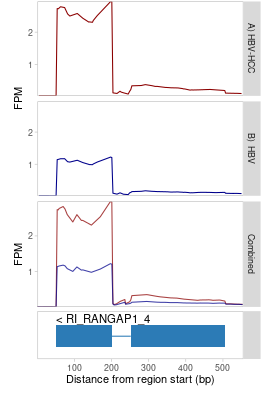 2
1
A) HBV-HCC
FPM
2
1
B) HBV
2
1
Combined
FPM
< RI_RANGAP1_4
100 200 300 400 500
Distance from region start (bp)